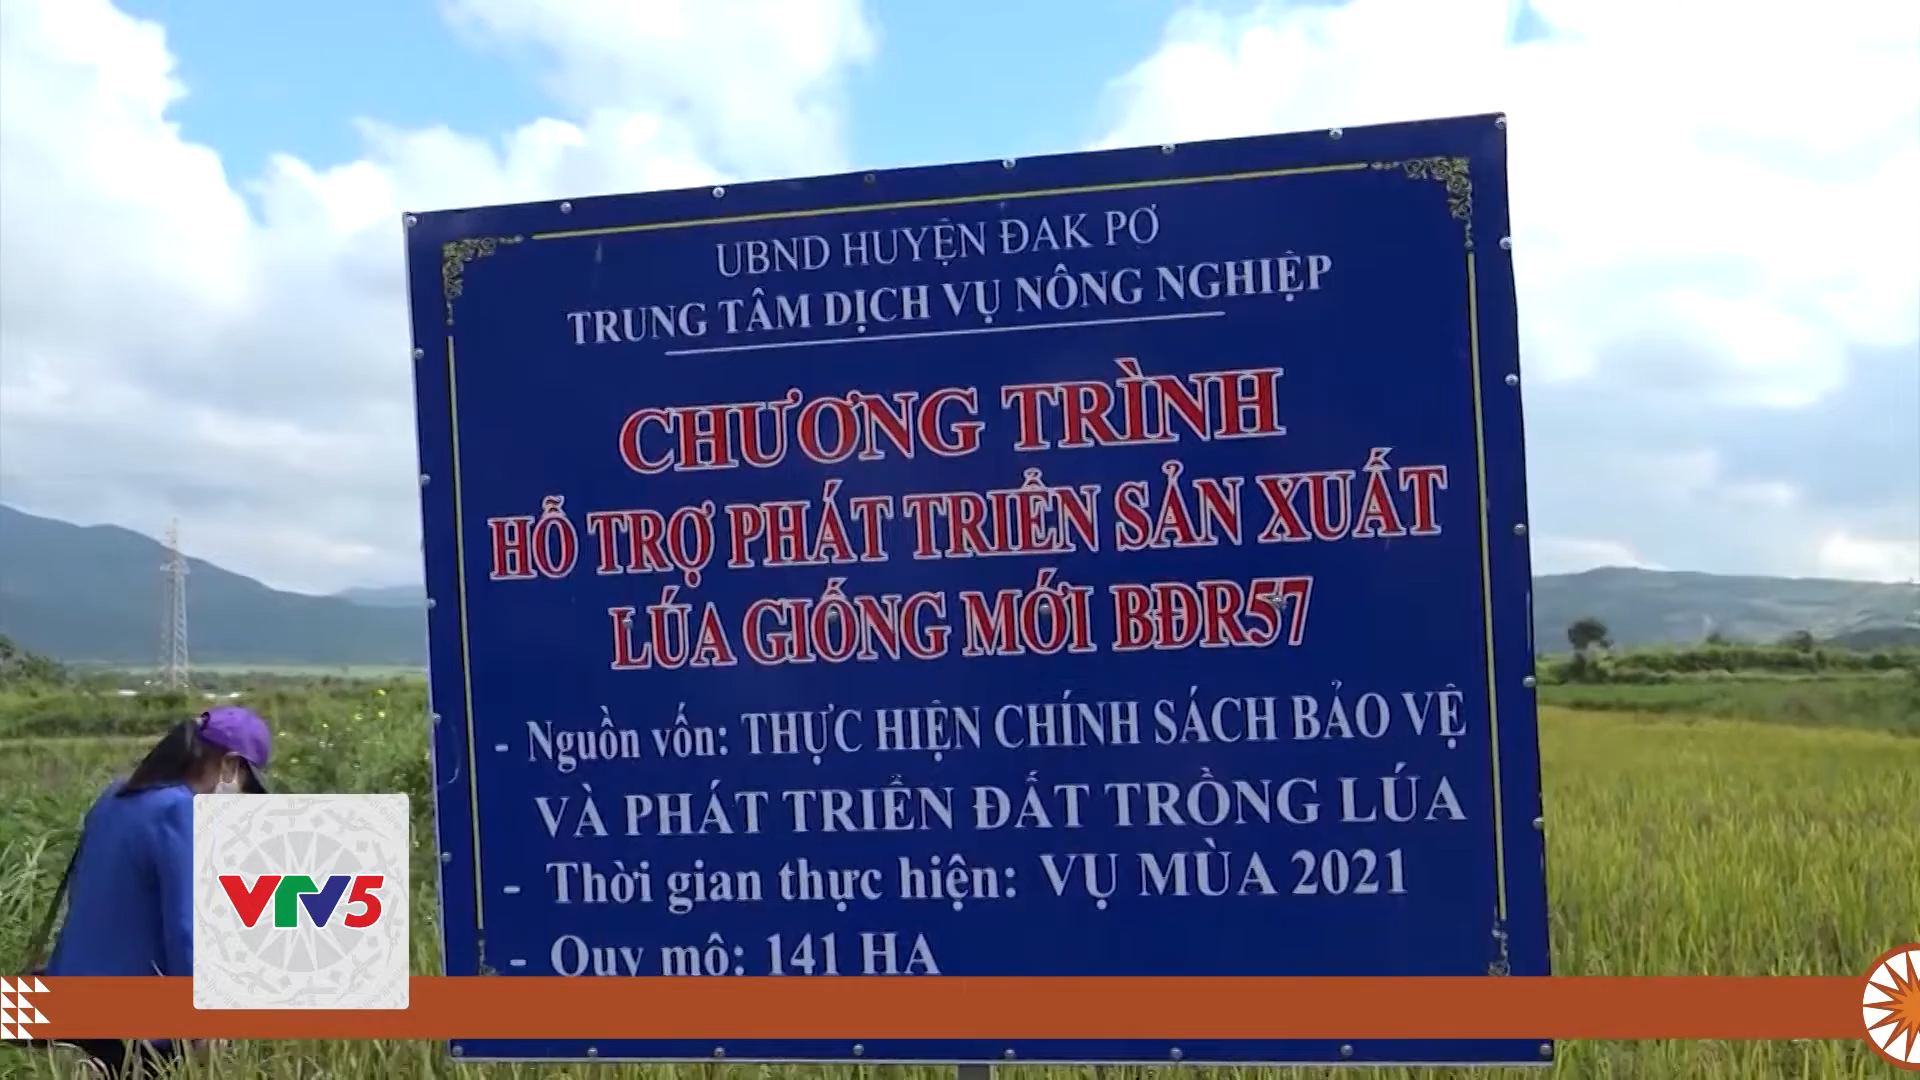 UBND HUYỆN ĐAK PƠ
TRUNG TÂM DỊCH VỤ NÔNG NGHIỆP
CHƯƠNG TRÌNH
HỖ TRỢ PHÁT TRIỂN SẢN XUẤT
LÚA GIỐNG MỚI BĐR57
- Nguồn vốn: THỰC HIỆN CHÍNH SÁCH BẢO VỆ
VÀ PHÁT TRIỂN ĐẤT TRỒNG LÚA
- Thời gian thực hiện: VỤ MÙA 2021
- Quy mô: 141 HA
VTV5